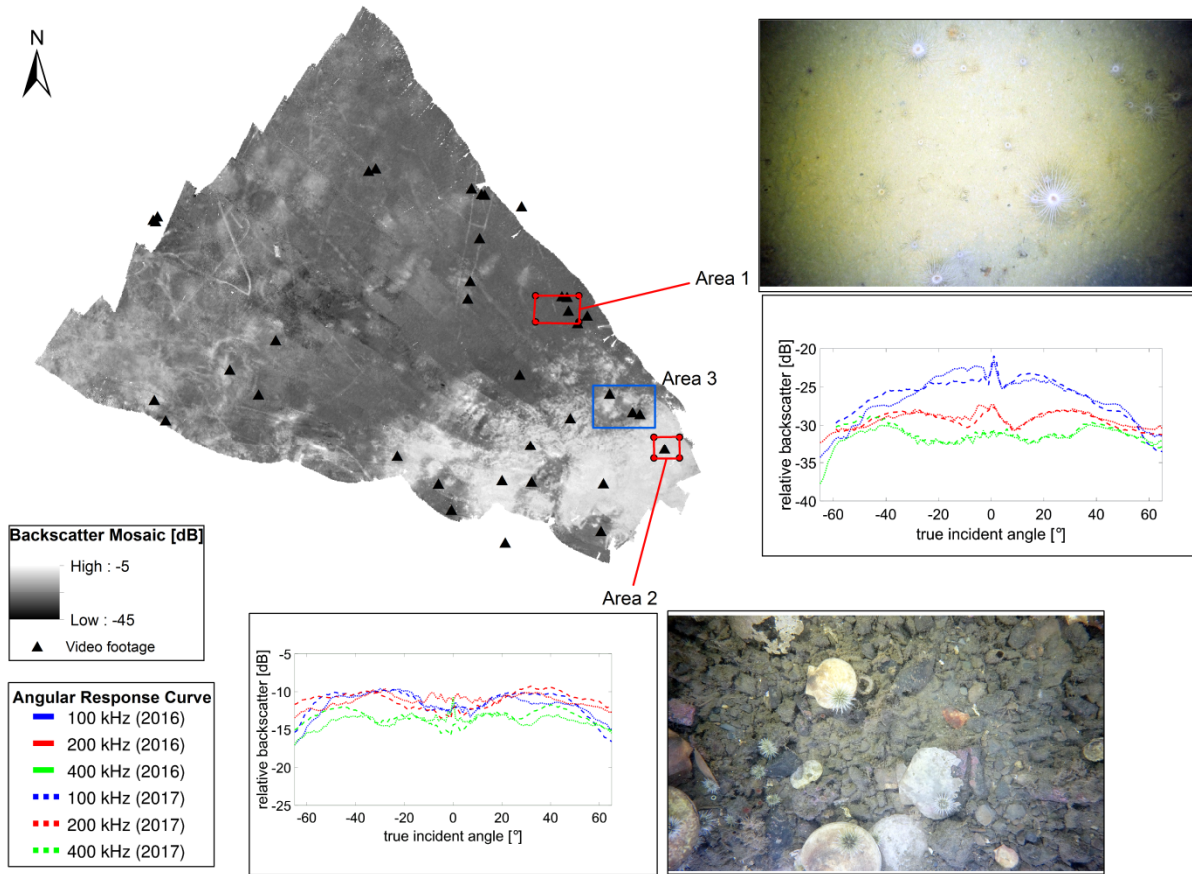 N
Area 1
Area 3
Area 2
Backscatter Mosaic [dB]
High : -5
Low : -45
Video footage
Angular Response Curve
100 kHz (2016)
200 kHz (2016)
400 kHz (2016)
100 kHz (2017)
200 kHz (2017)
400 kHz (2017)
relative backscatter [dB]
-20
-25
-30
-35
-40
-60 -40 -20 0 20 40 60
true incident angle [°]
relative backscatter [dB]
-5
-10
-15
-20
-25
-60 -40 -20 0 20 40 60
true incident angle [°]